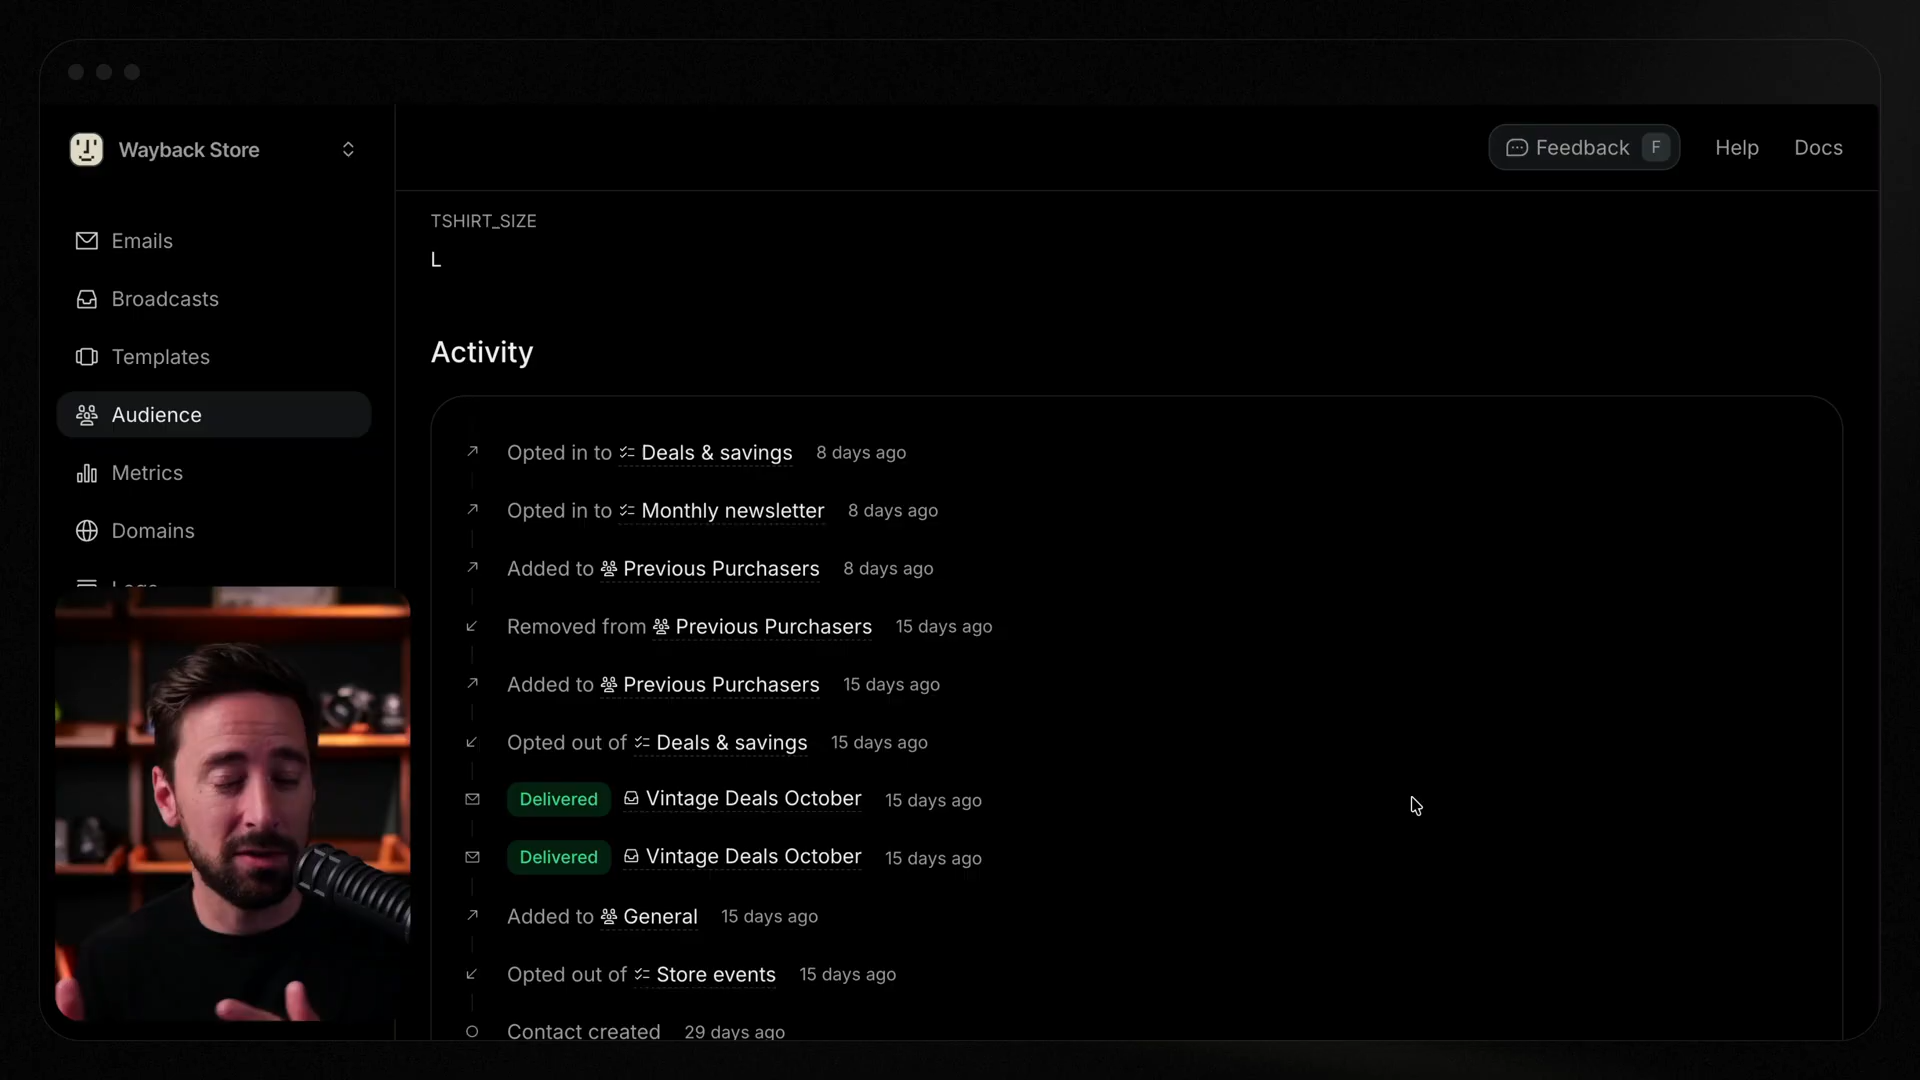 Wayback Store
Feedback F
Help
Docs
Emails
Broadcasts
Templates
Audience
Metrics
Domains
TSHIRT_SIZE
L
Activity
Opted in to Deals & savings 8 days ago
Opted in to Monthly newsletter 8 days ago
Added to Previous Purchasers 8 days ago
Removed from Previous Purchasers 15 days ago
Added to Previous Purchasers 15 days ago
Opted out of Deals & savings 15 days ago
Delivered Vintage Deals October 15 days ago
Delivered Vintage Deals October 15 days ago
Added to General 15 days ago
Opted out of Store events 15 days ago
Contact created 29 days ago